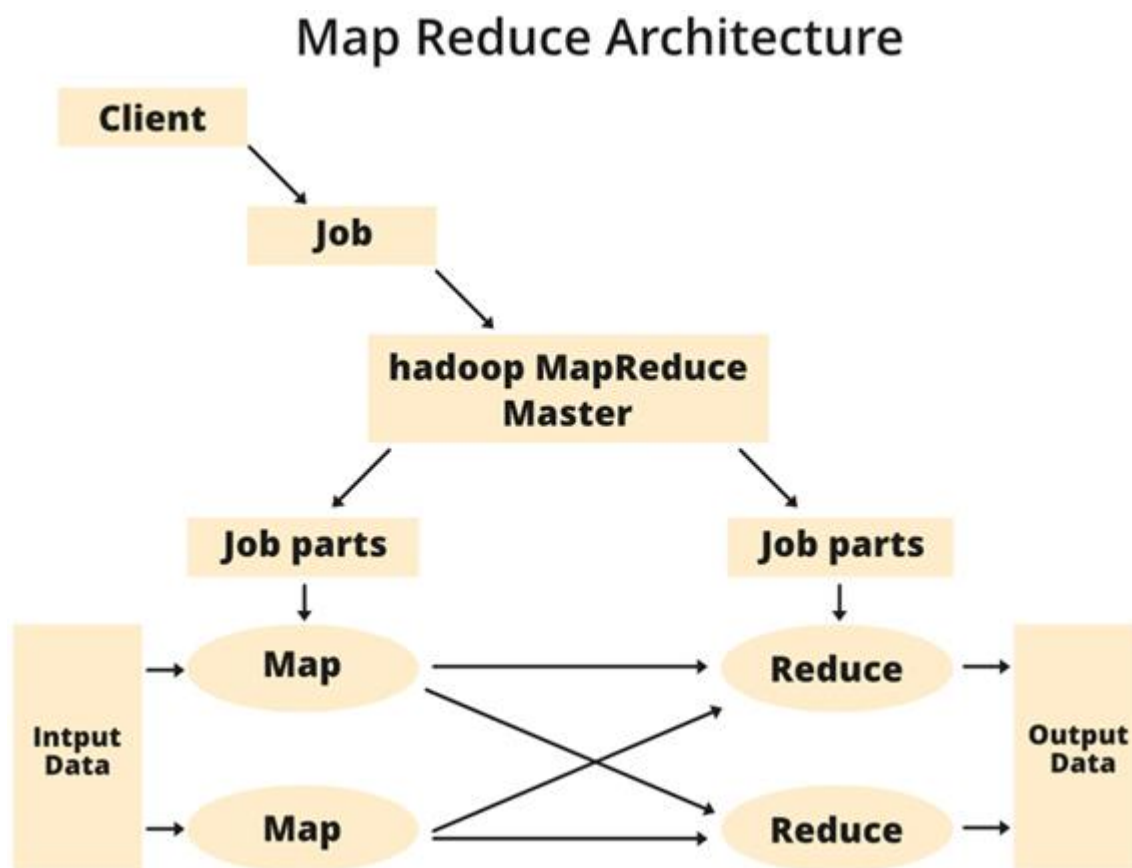 Map Reduce Architecture
Client
Job
hadoop MapReduce
Master
Job parts
Job parts
Map
Reduce
Intput
Data
Output
Data
Map
Reduce